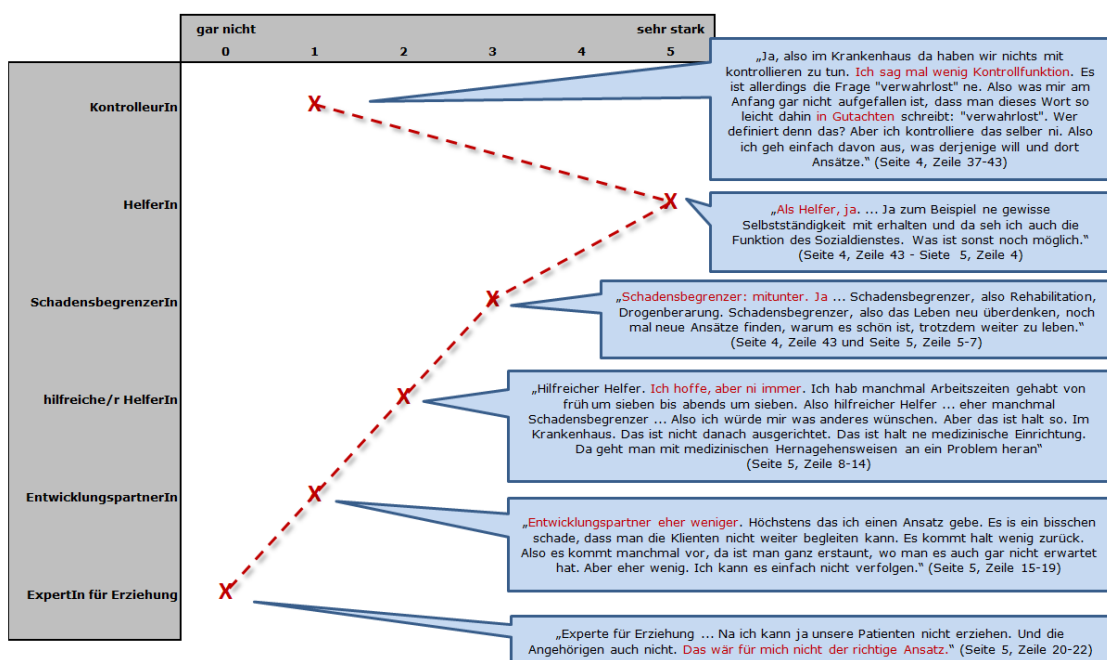 gar nicht sehr stark
0 1 2 3 4 5
KontrolleurIn
„Ja, also im Krankenhaus da haben wir nichts mit
kontrollieren zu tun. Ich sag mal wenig Kontrollfunktion. Es
ist allerdings die Frage "verwahrlost" ne. Also was mir am
Anfang gar nicht aufgefallen ist, dass man dieses Wort so
leicht dahin in Gutachten schreibt: "verwahrlost". Wer
definiert denn das? Aber ich kontrolliere das selber ni. Also
ich geh einfach davon aus, was derjenige will und dort
Ansätze.“ (Seite 4, Zeile 37-43)
HelferIn
„Als Helfer, ja. ... Ja zum Beispiel ne gewisse
Selbstständigkeit mit erhalten und da seh ich auch die
Funktion des Sozialdienstes. Was ist sonst noch möglich.“
(Seite 4, Zeile 43 - Siete 5, Zeile 4)
SchadensbegrenzerIn
„Schadensbegrenzer: mitunter. Ja ... Schadensbegrenzer, also Rehabilitation,
Drogenberarung. Schadensbegrenzer, also das Leben neu überdenken, noch
mal neue Ansätze finden, warum es schön ist, trotzdem weiter zu leben.“
(Seite 4, Zeile 43 und Seite 5, Zeile 5-7)
hilfreiche/r HelferIn
„Hilfreicher Helfer. Ich hoffe, aber ni immer. Ich hab manchmal Arbeitszeiten gehabt von
früh um sieben bis abends um sieben. Also hilfreicher Helfer ... eher manchmal
Schadensbegrenzer ... Also ich würde mir was anderes wünschen. Aber das ist halt so. Im
Krankenhaus. Das ist nicht danach ausgerichtet. Das ist halt ne medizinische Einrichtung.
Da geht man mit medizinischen Hernagehensweisen an ein Problem heran“
(Seite 5, Zeile 8-14)
EntwicklungspartnerIn
„Entwicklungspartner eher weniger. Höchstens das ich einen Ansatz gebe. Es is ein bisschen
schade, dass man die Klienten nicht weiter begleiten kann. Es kommt halt wenig zurück.
Also es kommt manchmal vor, da ist man ganz erstaunt, wo man es auch gar nicht erwartet
hat. Aber eher wenig. Ich kann es einfach nicht verfolgen.“ (Seite 5, Zeile 15-19)
ExpertIn für Erziehung
„Experte für Erziehung ... Na ich kann ja unsere Patienten nicht erziehen. Und die
Angehörigen auch nicht. Das wär für mich nicht der richtige Ansatz.“ (Seite 5, Zeile 20-22)